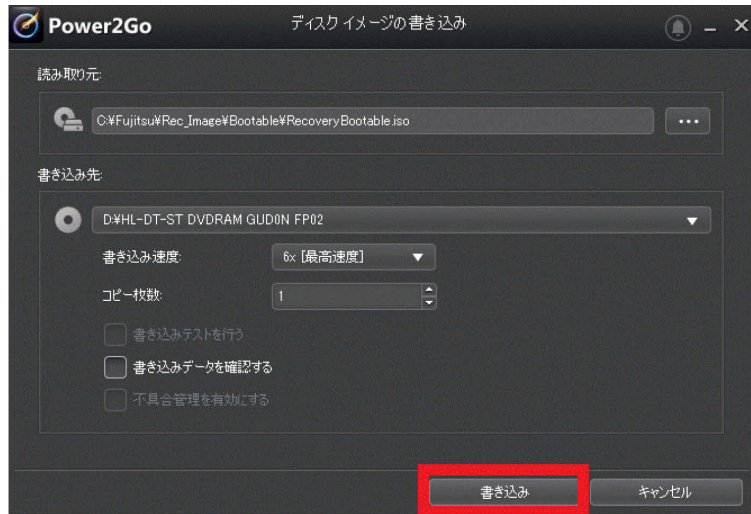 Power2Go
ディスク イメージの書き込み
読み取り元:
C:¥Fujitsu¥Rec_Image¥Bootable¥RecoveryBootable.iso
...
書き込み先:
D:¥HL-DT-ST DVDRAM GUD0N FP02
書き込み速度: 6x [最高速度]
コピー枚数: 1
書き込みテストを行う
書き込みデータを確認する
不具合管理を有効にする
書き込み キャンセル